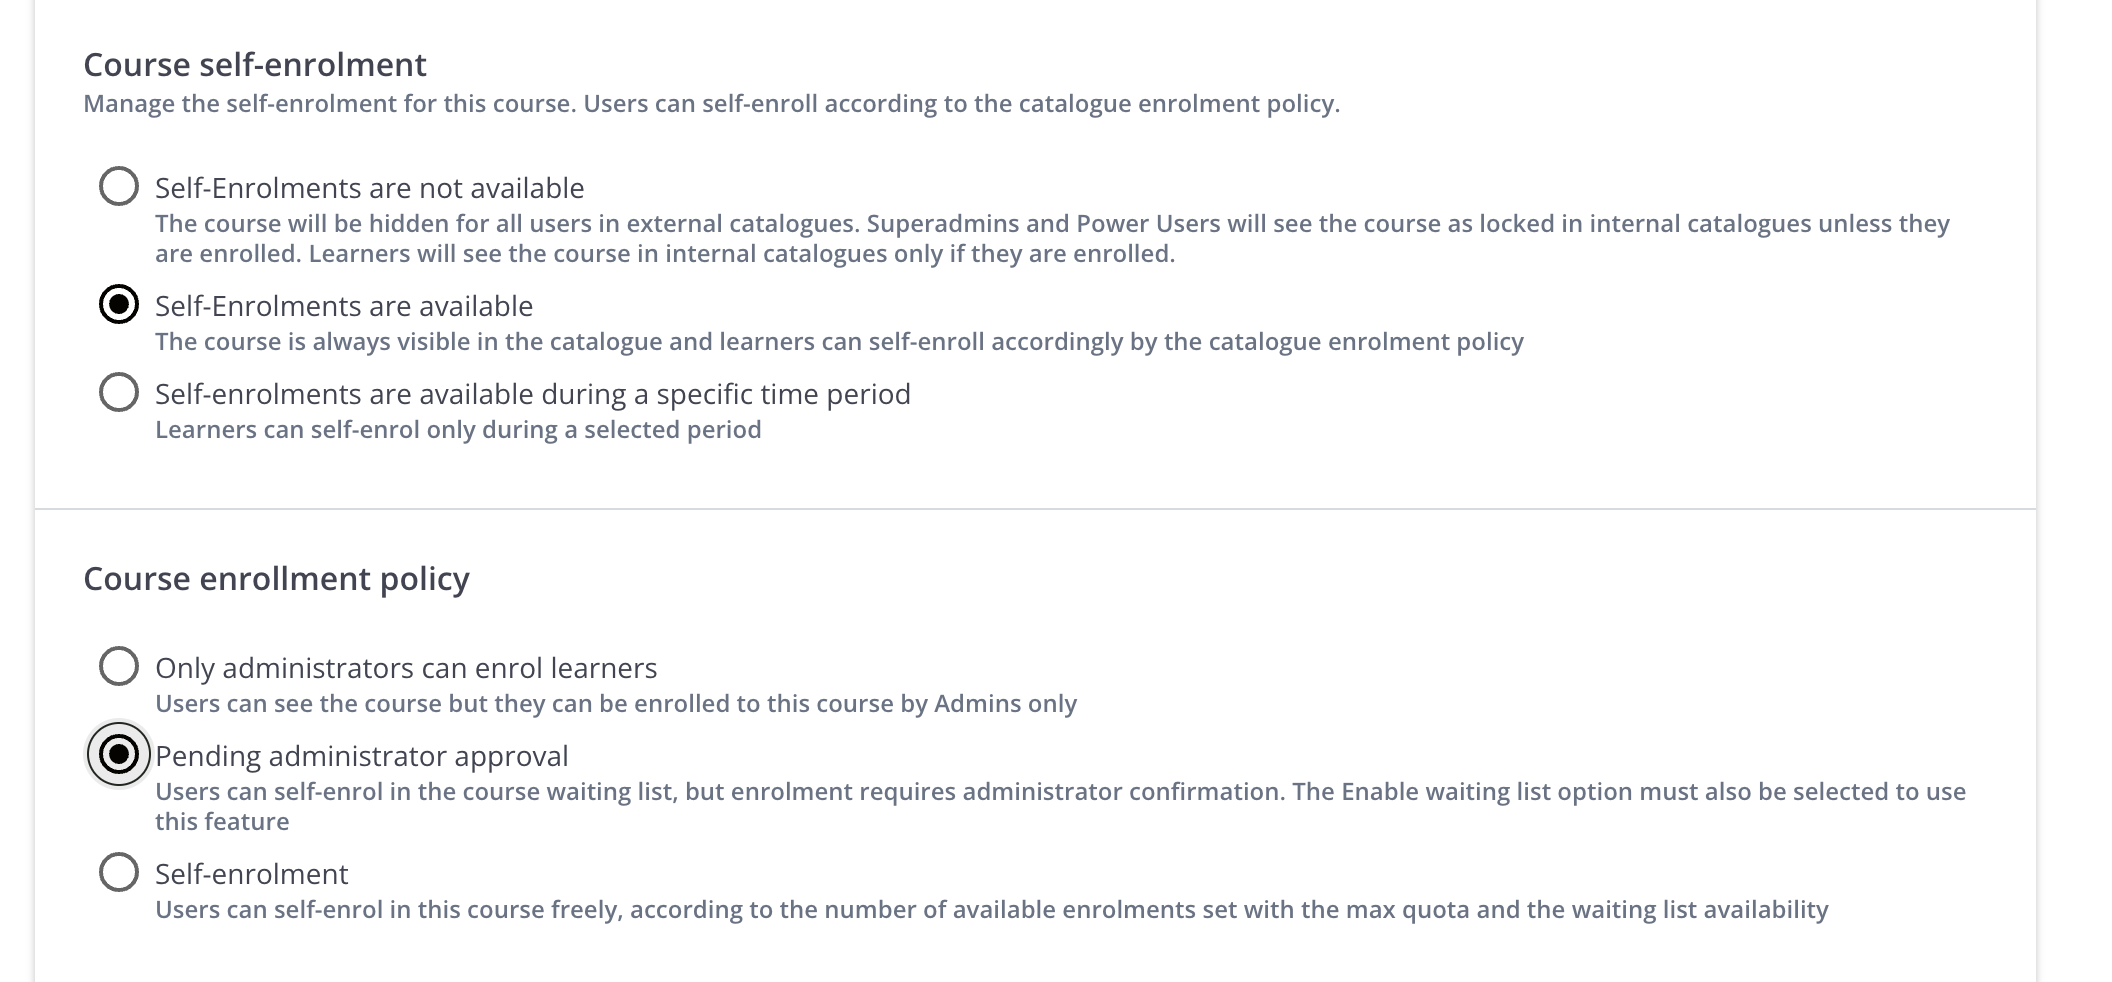 Course self-enrolment
Manage the self-enrolment for this course. Users can self-enroll according to the catalogue enrolment policy.
Self-Enrolments are not available
The course will be hidden for all users in external catalogues. Superadmins and Power Users will see the course as locked in internal catalogues unless they
are enrolled. Learners will see the course in internal catalogues only if they are enrolled.
Self-Enrolments are available
The course is always visible in the catalogue and learners can self-enroll accordingly by the catalogue enrolment policy
Self-enrolments are available during a specific time period
Learners can self-enrol only during a selected period
Course enrollment policy
Only administrators can enrol learners
Users can see the course but they can be enrolled to this course by Admins only
Pending administrator approval
Users can self-enrol in the course waiting list, but enrolment requires administrator confirmation. The Enable waiting list option must also be selected to use
this feature
Self-enrolment
Users can self-enrol in this course freely, according to the number of available enrolments set with the max quota and the waiting list availability